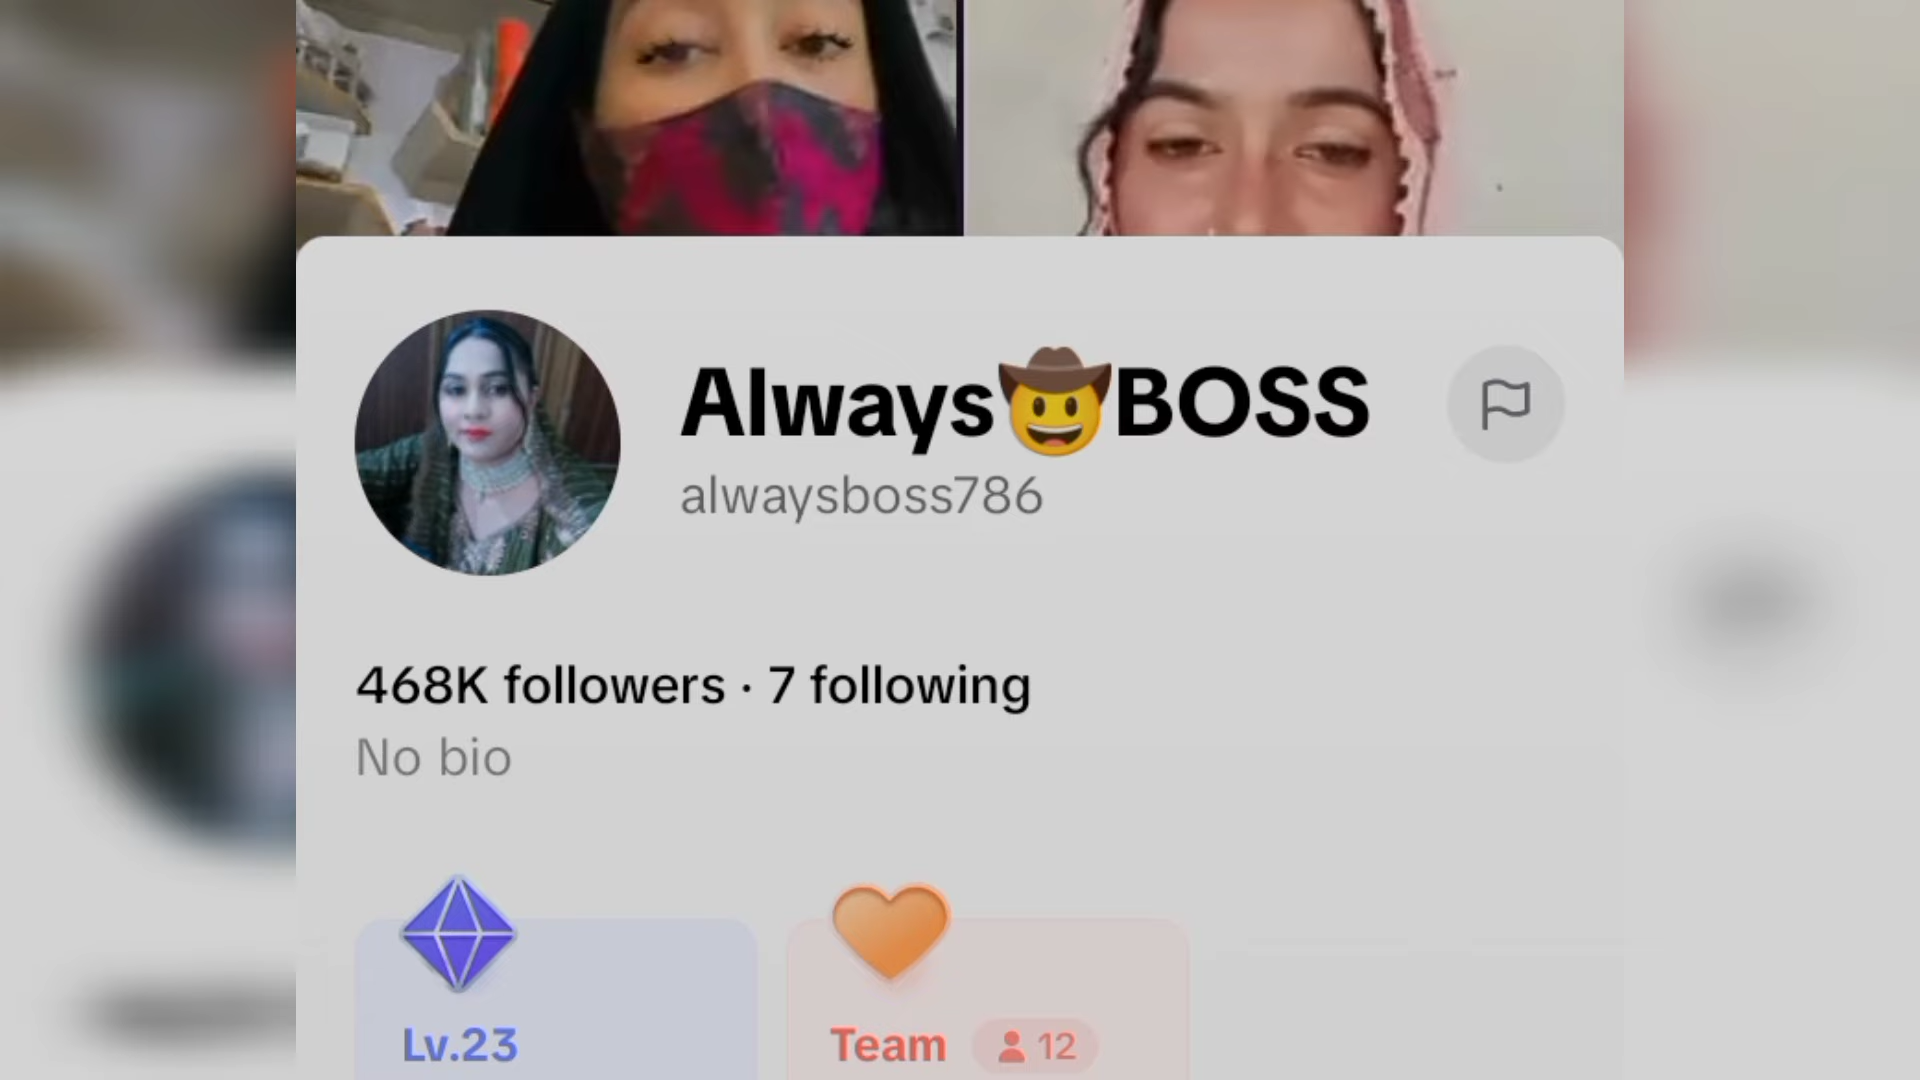 Always🤠BOSS
alwaysboss786
468K followers · 7 following
No bio
Lv.23
Team 12